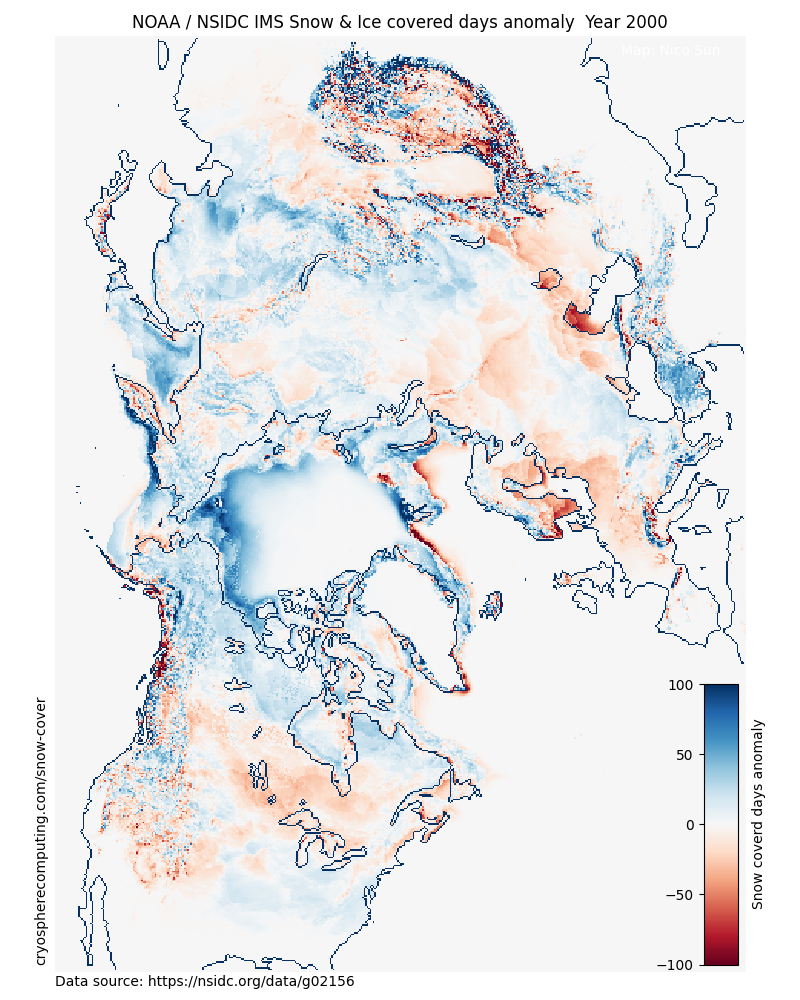 NOAA / NSIDC IMS Snow & Ice covered days anomaly  Year 2000
Map: Nico Sun
cryospherecomputing.com/snow-cover
100
50
0
−50
−100
Snow coverd days anomaly
Data source: https://nsidc.org/data/g02156